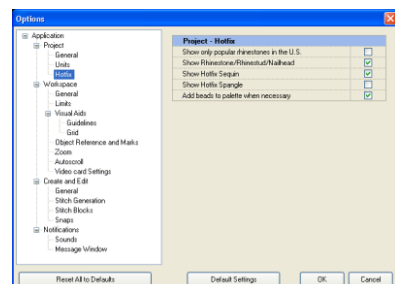 Options
Application
Project
General
Units
Hotfix
Workspace
General
Limits
Visual Aids
Guidelines
Grid
Object Reference and Marks
Zoom
Autoscroll
Video card Settings
Create and Edit
General
Stitch Generation
Stitch Blocks
Snaps
Notifications
Sounds
Message Window
Project - Hotfix
Show only popular rhinestones in the U.S.
Show Rhinestone/Rhinestud/Nailhead
Show Hotfix Sequin
Show Hotfix Spangle
Add beads to palette when necessary
Reset All to Defaults
Default Settings
OK
Cancel